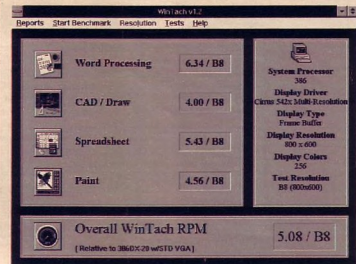 WinTach v1.2
Reports Start Benchmark Resolution Tests Help
Word Processing 6.34 / B8
CAD / Draw 4.00 / B8
Spreadsheet 5.43 / B8
Paint 4.56 / B8
System Processor
386
Display Driver
Cirrus 542x Multi-Resolution
Display Type
Frame Buffer
Display Resolution
800 x 600
Display Colors
256
Test Resolution
B8 (800x600)
Overall WinTach RPM 5.08 / B8
[ Relative to 386DX-20 w/STD VGA ]